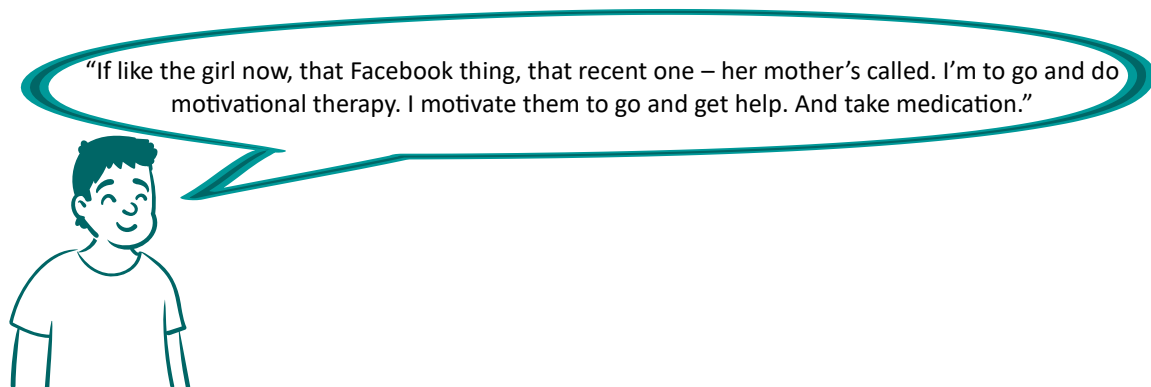 “If like the girl now, that Facebook thing, that recent one – her mother’s called. I’m to go and do
motivational therapy. I motivate them to go and get help. And take medication.”